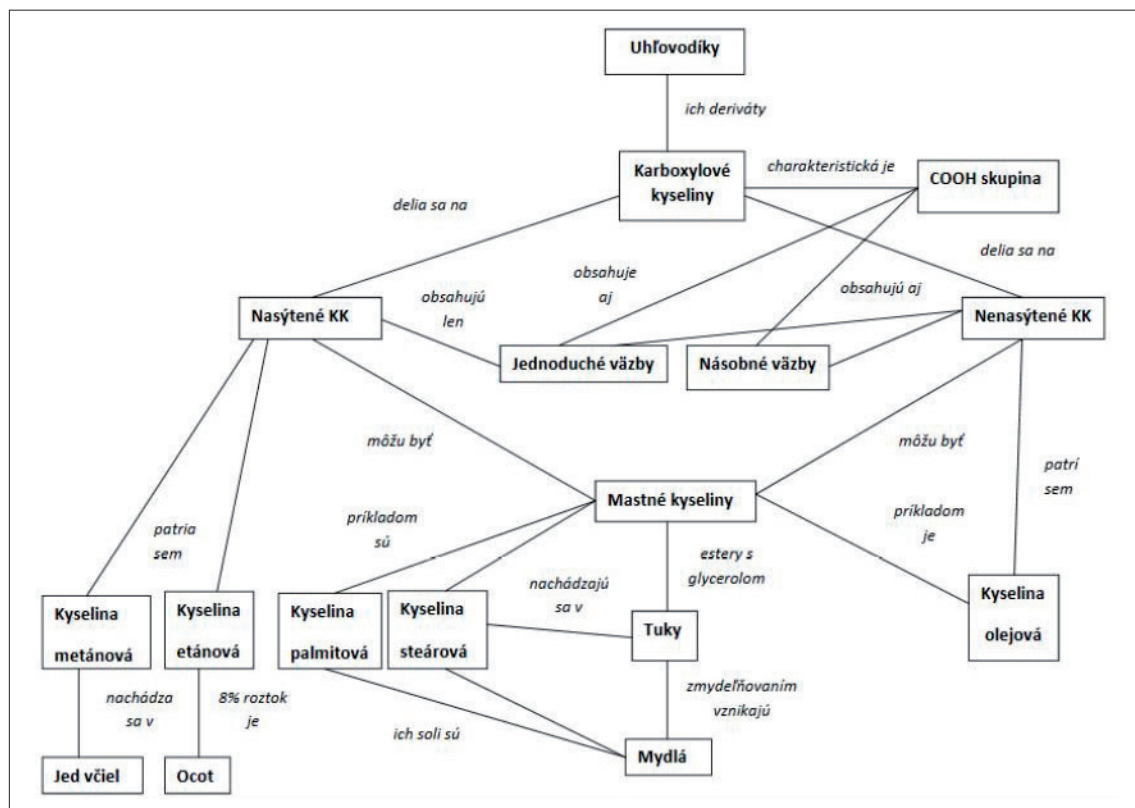 Uhľovodíky
ich deriváty
Karboxylové
kyseliny
charakteristická je
COOH skupina
delia sa na
delia sa na
obsahuje
aj
obsahujú
len
obsahujú aj
Nasýtené KK
Nenasýtené KK
Jednoduché väzby
Násobné väzby
môžu byť
môžu byť
patrí
sem
Mastné kyseliny
príkladom
sú
príkladom
je
patria
sem
estery s
glycerolom
nachádzajú
sa v
Kyselina
metánová
Kyselina
etánová
Kyselina
palmitová
Kyselina
steárová
Tuky
Kyselina
olejová
nachádza
sa v
8% roztok
je
zmydeľňovaním
vznikajú
ich soli sú
Jed včiel
Ocot
Mydlá